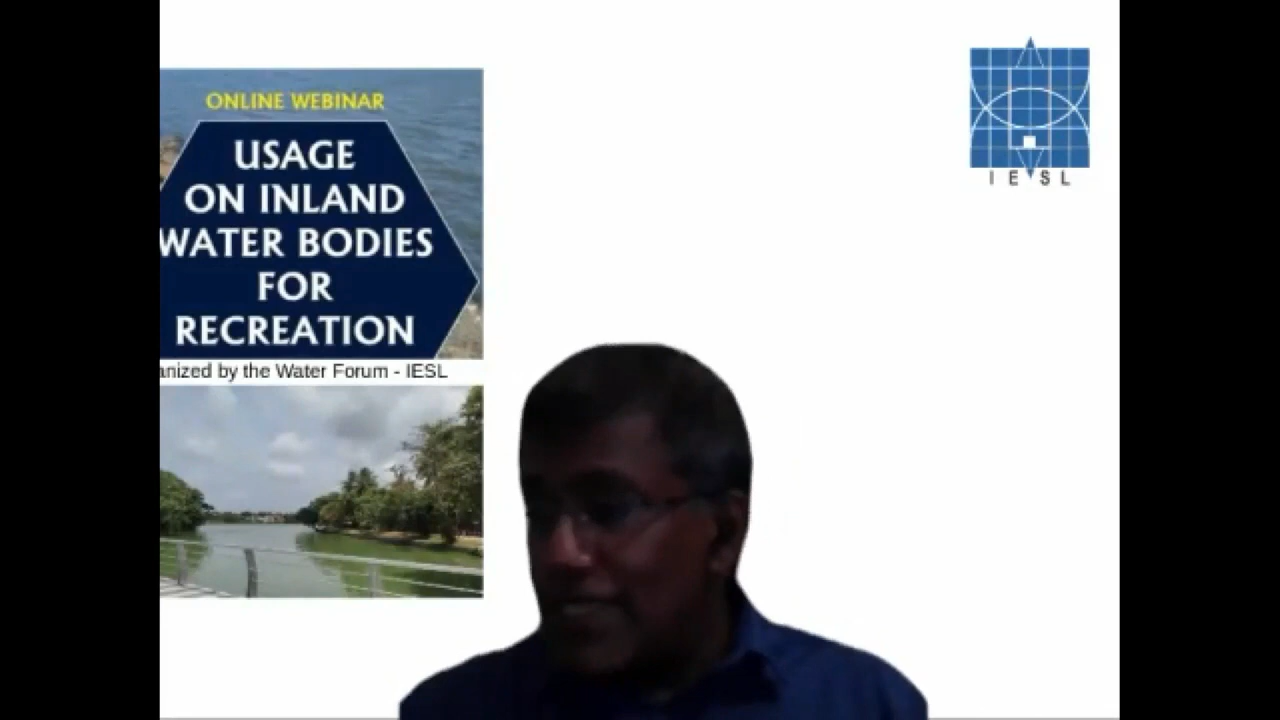 ONLINE WEBINAR
USAGE
ON INLAND
WATER BODIES
FOR
RECREATION
anized by the Water Forum - IESL
I E S L